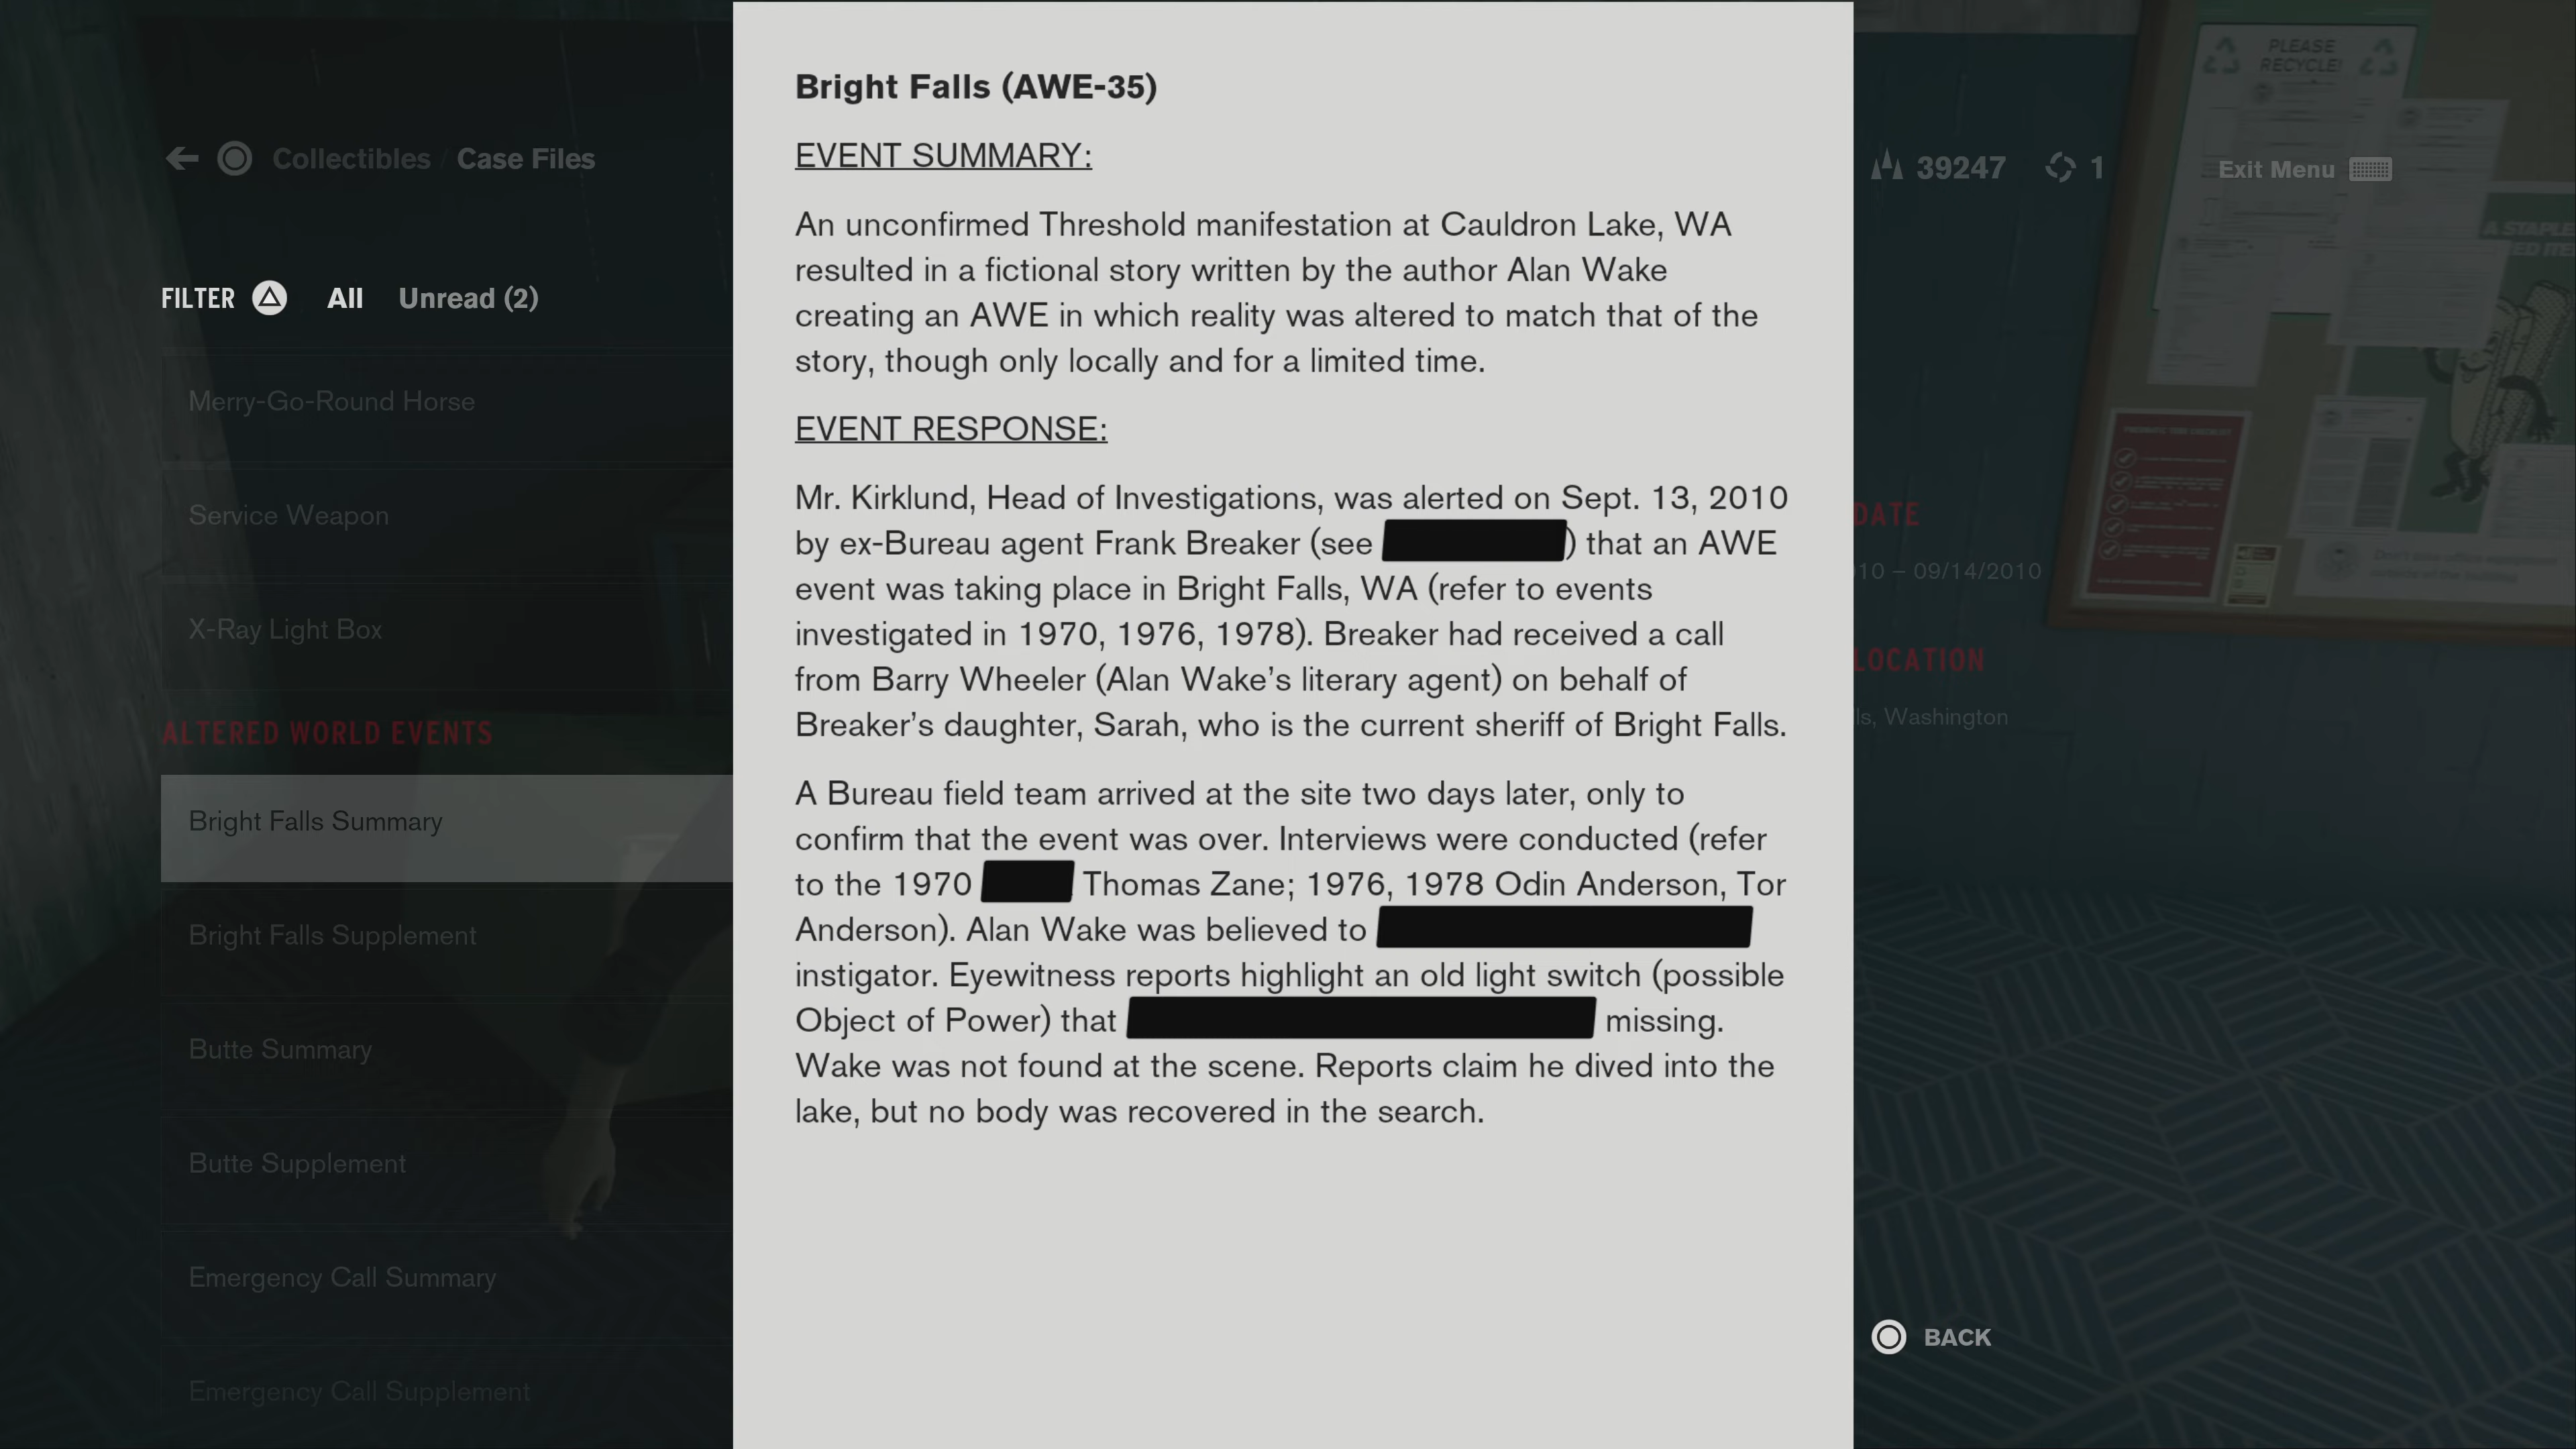 Collectibles / Case Files
39247
1
Exit Menu
FILTER All Unread (2)
Merry-Go-Round Horse
Service Weapon
X-Ray Light Box
ALTERED WORLD EVENTS
Bright Falls Summary
Bright Falls Supplement
Butte Summary
Butte Supplement
Emergency Call Summary
Emergency Call Supplement
Bright Falls (AWE-35)
EVENT SUMMARY:
An unconfirmed Threshold manifestation at Cauldron Lake, WA
resulted in a fictional story written by the author Alan Wake
creating an AWE in which reality was altered to match that of the
story, though only locally and for a limited time.
EVENT RESPONSE:
Mr. Kirklund, Head of Investigations, was alerted on Sept. 13, 2010
by ex-Bureau agent Frank Breaker (see ) that an AWE
event was taking place in Bright Falls, WA (refer to events
investigated in 1970, 1976, 1978). Breaker had received a call
from Barry Wheeler (Alan Wake’s literary agent) on behalf of
Breaker’s daughter, Sarah, who is the current sheriff of Bright Falls.
A Bureau field team arrived at the site two days later, only to
confirm that the event was over. Interviews were conducted (refer
to the 1970 Thomas Zane; 1976, 1978 Odin Anderson, Tor
Anderson). Alan Wake was believed to
instigator. Eyewitness reports highlight an old light switch (possible
Object of Power) that missing.
Wake was not found at the scene. Reports claim he dived into the
lake, but no body was recovered in the search.
DATE
10 – 09/14/2010
LOCATION
ls, Washington
BACK
PLEASE
RECYCLE!
A STAPLE